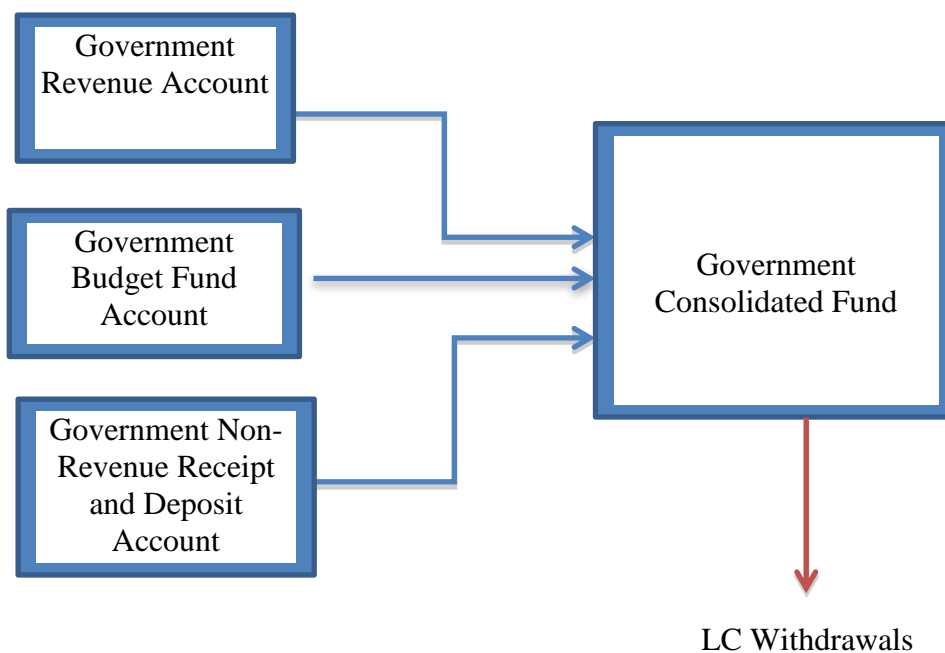 Government
Revenue Account
Government
Budget Fund
Account
Government Non-
Revenue Receipt
and Deposit
Account
Government
Consolidated Fund
LC Withdrawals